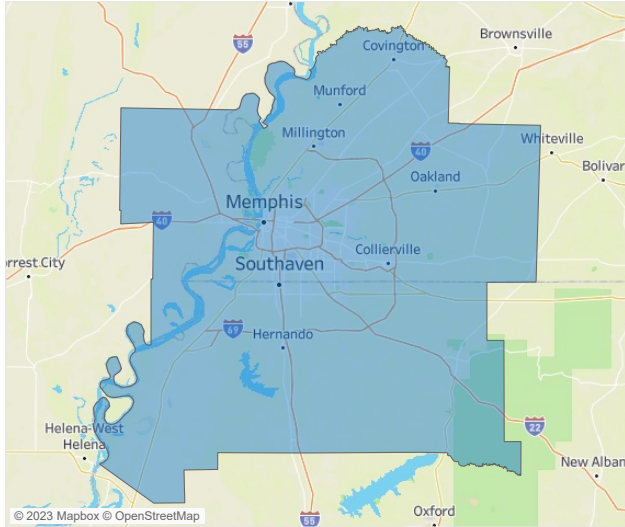 55
Covington
Brownsville
Munford
Millington
40
Whiteville
Oakland
Bolivar
Memphis
40
Collierville
rrest City
Southaven
69
Hernando
Helena-West
Helena
22
New Alban
Oxford
55
© 2023 Mapbox © OpenStreetMap